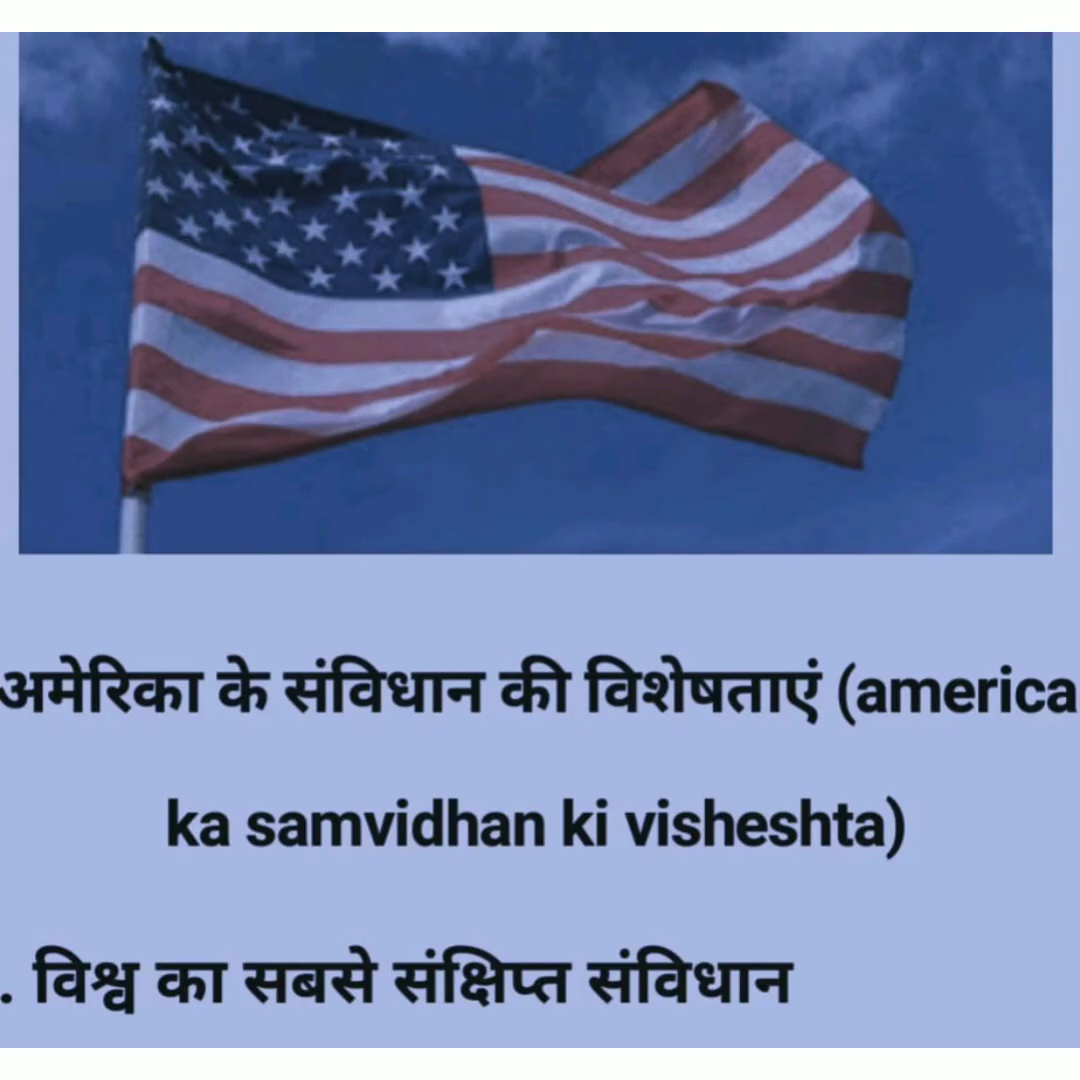 अमेरिका के संविधान की विशेषताएं (america
ka samvidhan ki visheshta)
. विश्व का सबसे संक्षिप्त संविधान